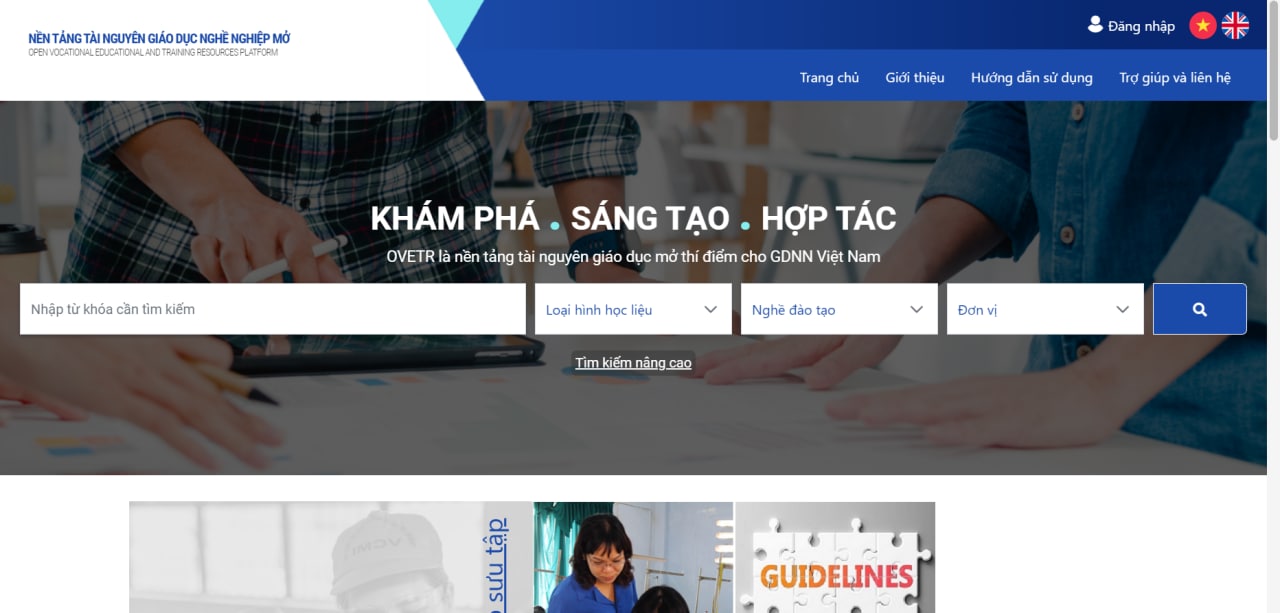 NỀN TẢNG TÀI NGUYÊN GIÁO DỤC NGHỀ NGHIỆP MỞ
OPEN VOCATIONAL EDUCATIONAL AND TRAINING RESOURCES PLATFORM
Đăng nhập
Trang chủ
Giới thiệu
Hướng dẫn sử dụng
Trợ giúp và liên hệ
KHÁM PHÁ . SÁNG TẠO . HỢP TÁC
OVETR là nền tảng tài nguyên giáo dục mở thí điểm cho GDNN Việt Nam
Nhập từ khóa cần tìm kiếm
Loại hình học liệu
Nghề đào tạo
Đơn vị
Tìm kiếm nâng cao
sưu tập
VCMI
GUIDELINES